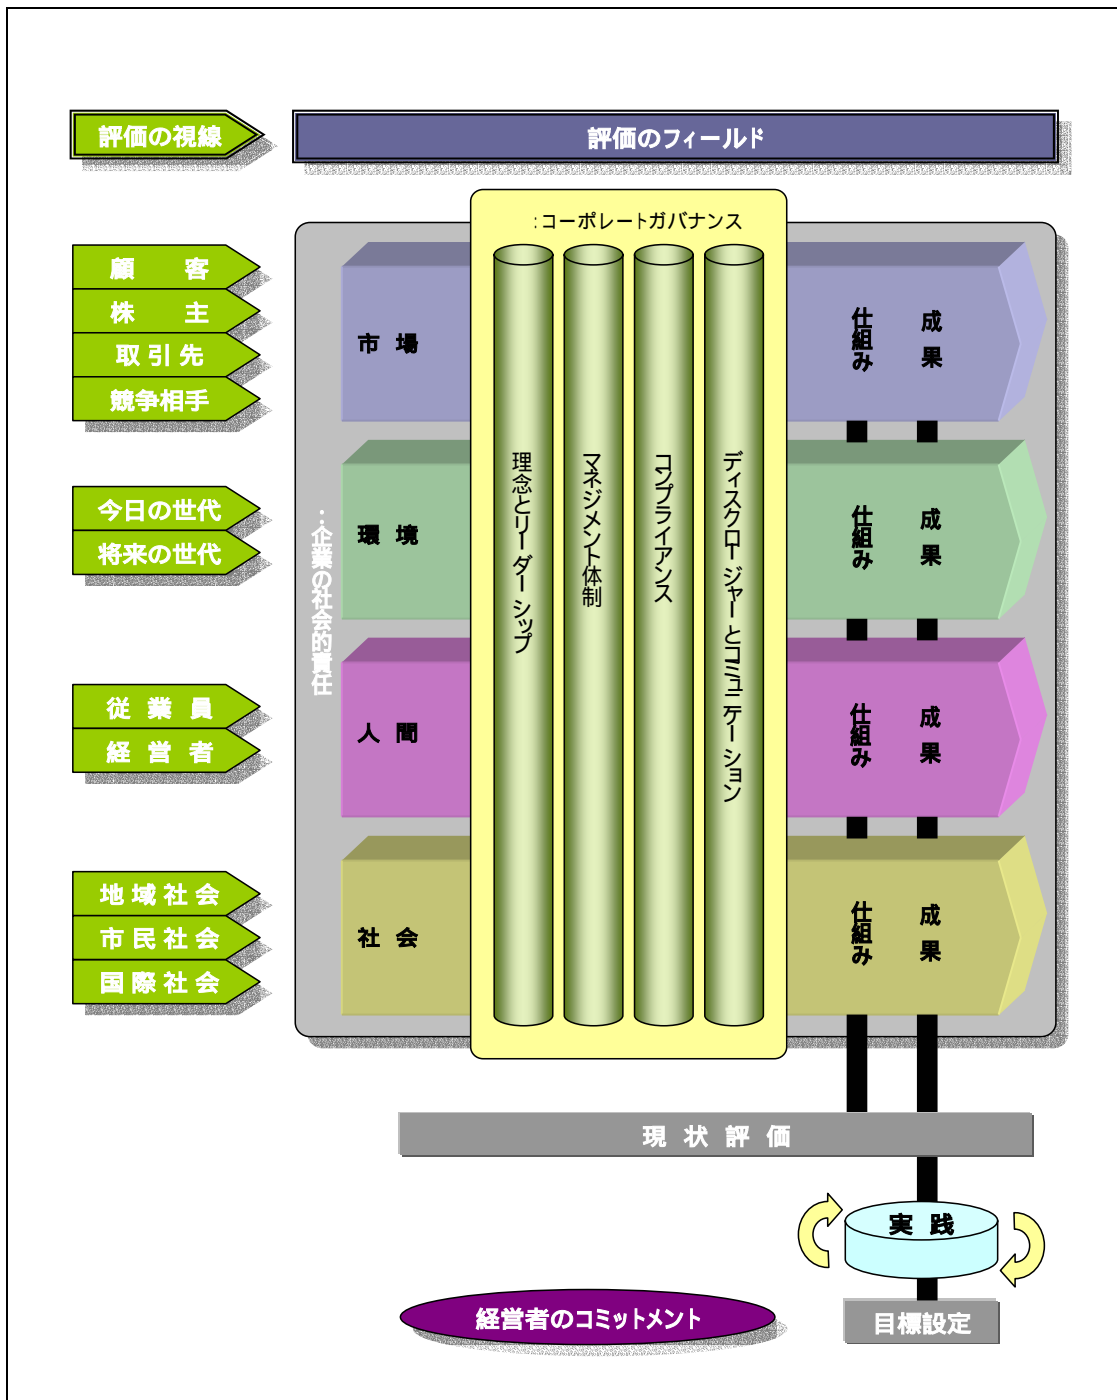 評価の視線
評価のフィールド
:コーポレートガバナンス
顧客
株主
取引先
競争相手
今日の世代
将来の世代
従業員
経営者
地域社会
市民社会
国際社会
:企業の社会的責任
市場
環境
人間
社会
理念とリーダーシップ
マネジメント体制
コンプライアンス
ディスクロージャーとコミュニケーション
仕組み
成果
仕組み
成果
仕組み
成果
仕組み
成果
現状評価
実践
経営者のコミットメント
目標設定